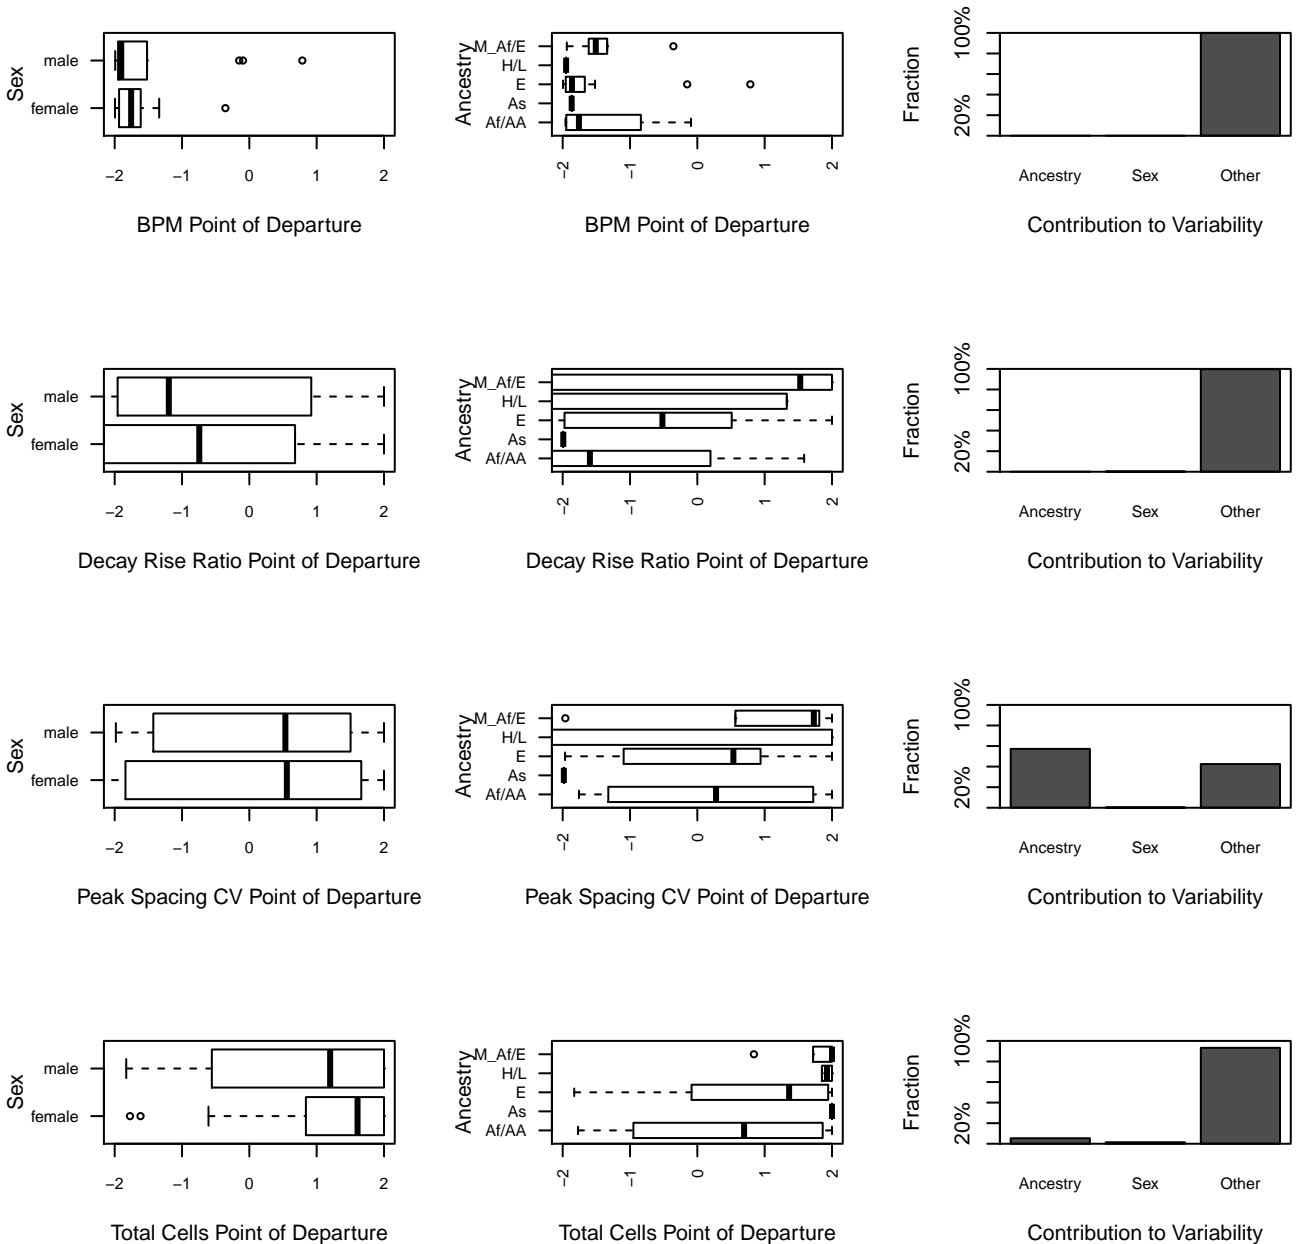 Sex
male
female
−2 −1 0 1 2
BPM Point of Departure
Ancestry
M_Af/E
H/L
E
As
Af/AA
−2 −1 0 1 2
BPM Point of Departure
Fraction
20% 100%
Ancestry Sex Other
Contribution to Variability
Sex
male
female
−2 −1 0 1 2
Decay Rise Ratio Point of Departure
Ancestry
M_Af/E
H/L
E
As
Af/AA
−2 −1 0 1 2
Decay Rise Ratio Point of Departure
Fraction
20% 100%
Ancestry Sex Other
Contribution to Variability
Sex
male
female
−2 −1 0 1 2
Peak Spacing CV Point of Departure
Ancestry
M_Af/E
H/L
E
As
Af/AA
−2 −1 0 1 2
Peak Spacing CV Point of Departure
Fraction
20% 100%
Ancestry Sex Other
Contribution to Variability
Sex
male
female
−2 −1 0 1 2
Total Cells Point of Departure
Ancestry
M_Af/E
H/L
E
As
Af/AA
−2 −1 0 1 2
Total Cells Point of Departure
Fraction
20% 100%
Ancestry Sex Other
Contribution to Variability